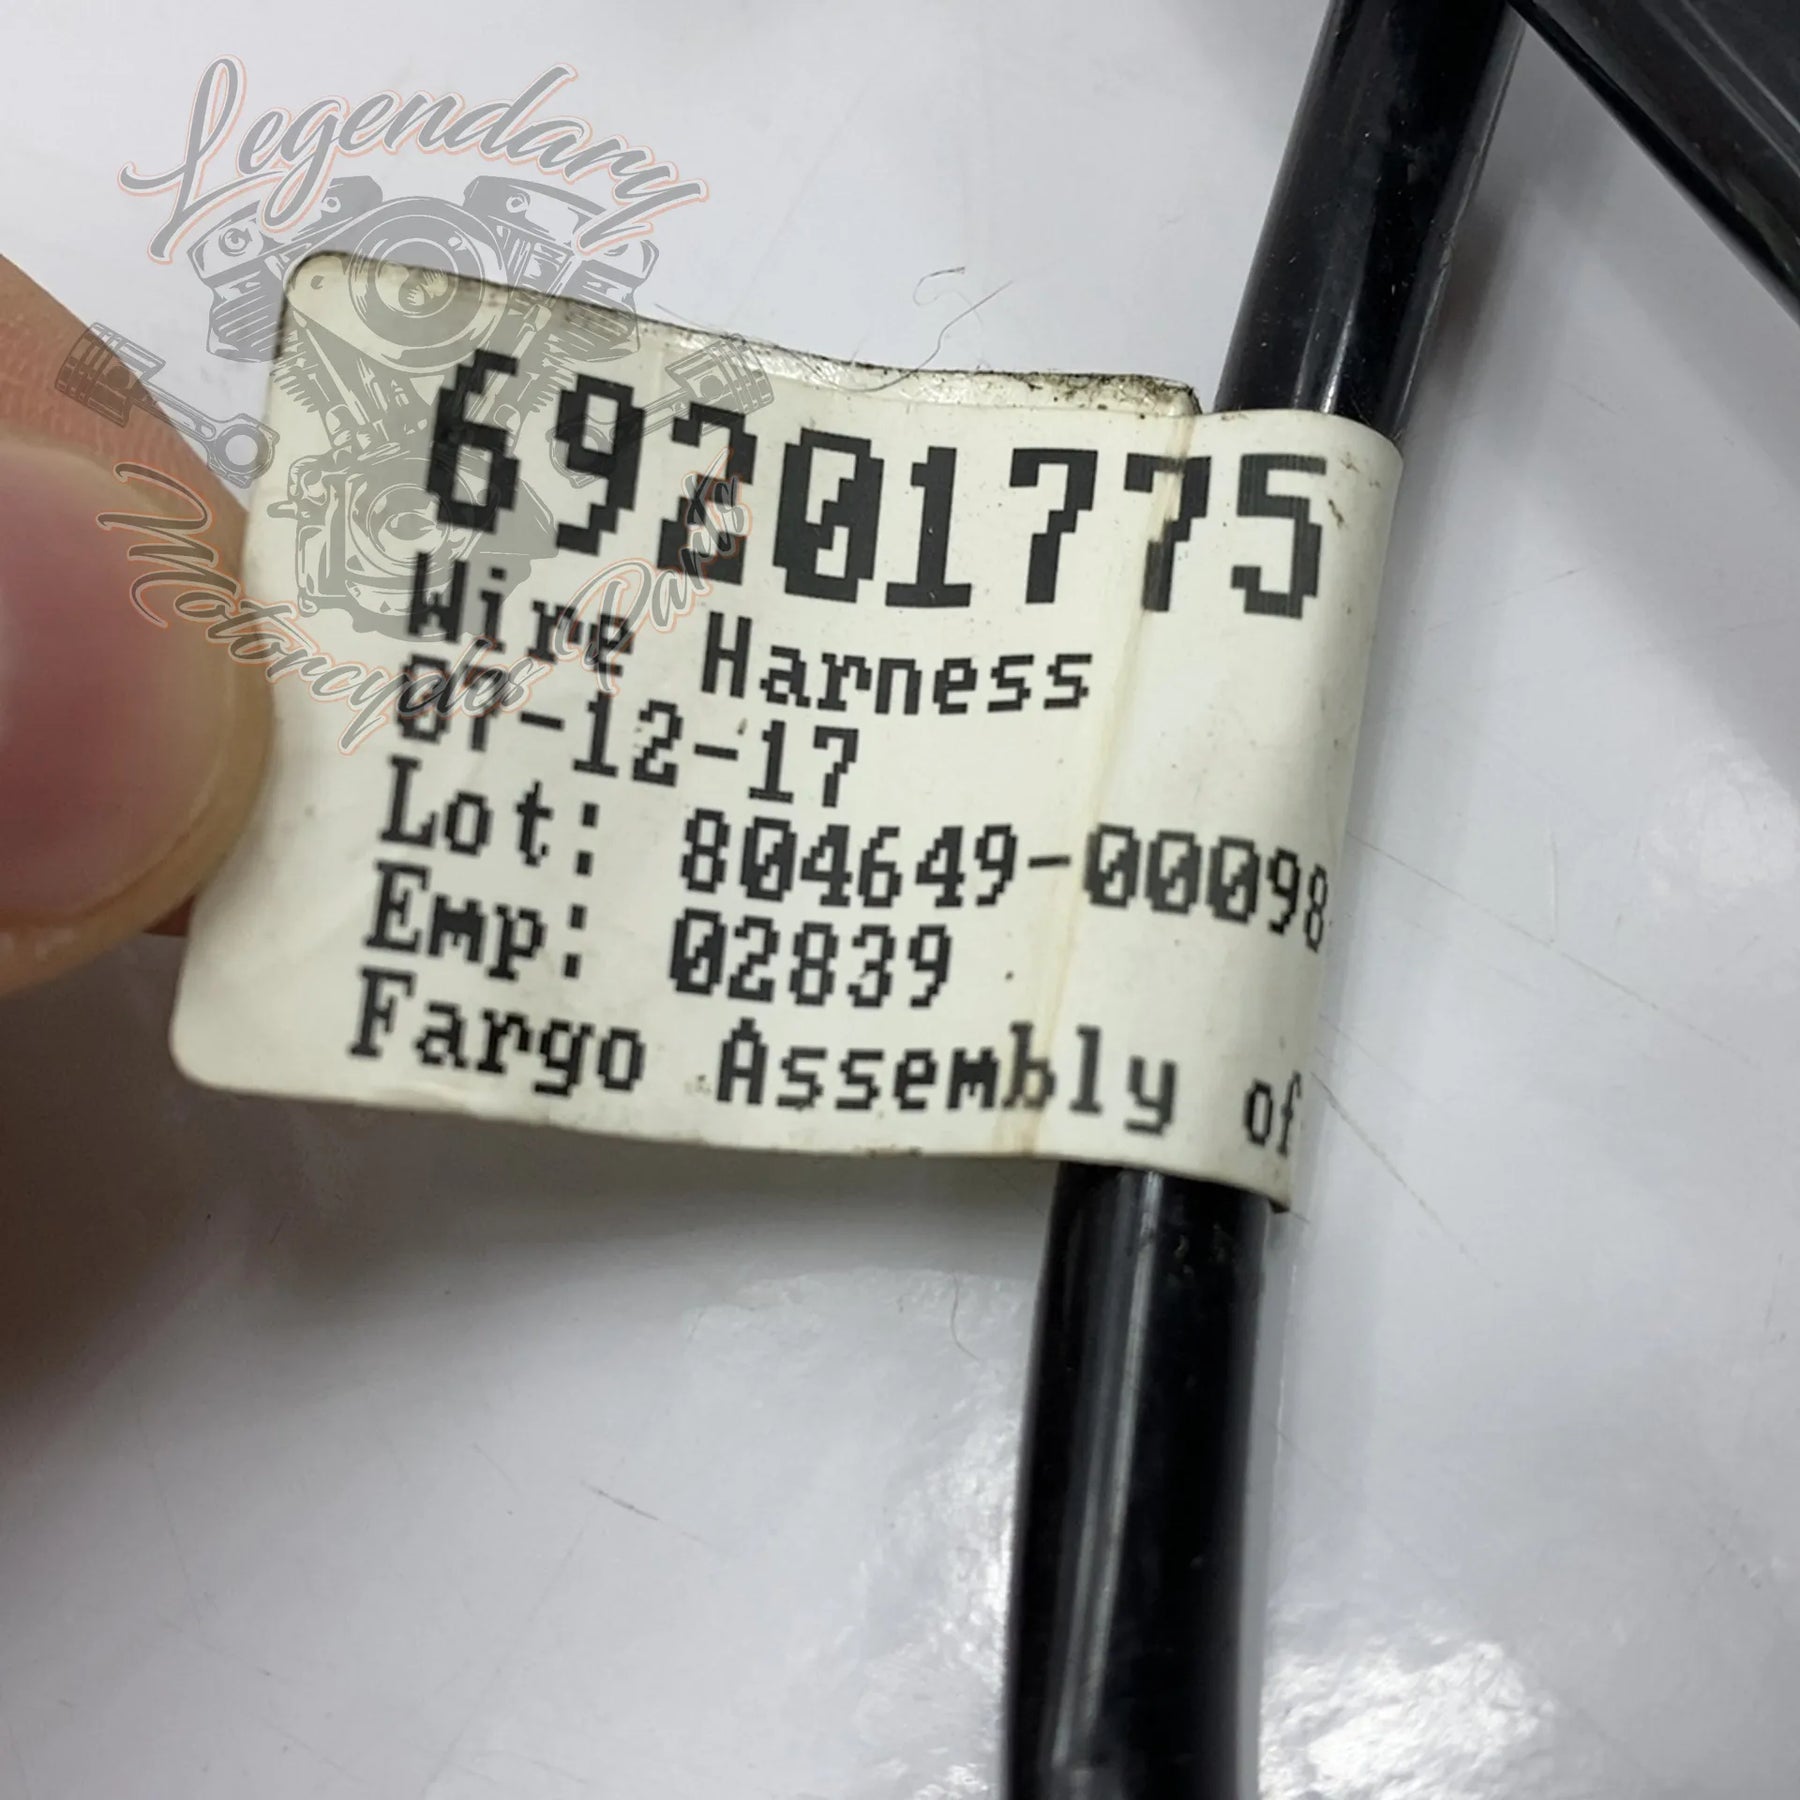 Legendary
Motorcycles Parts
69201775
Wire Harness
07-12-17
Lot: 804649-00098-
Emp: 02839
Fargo Assembly of